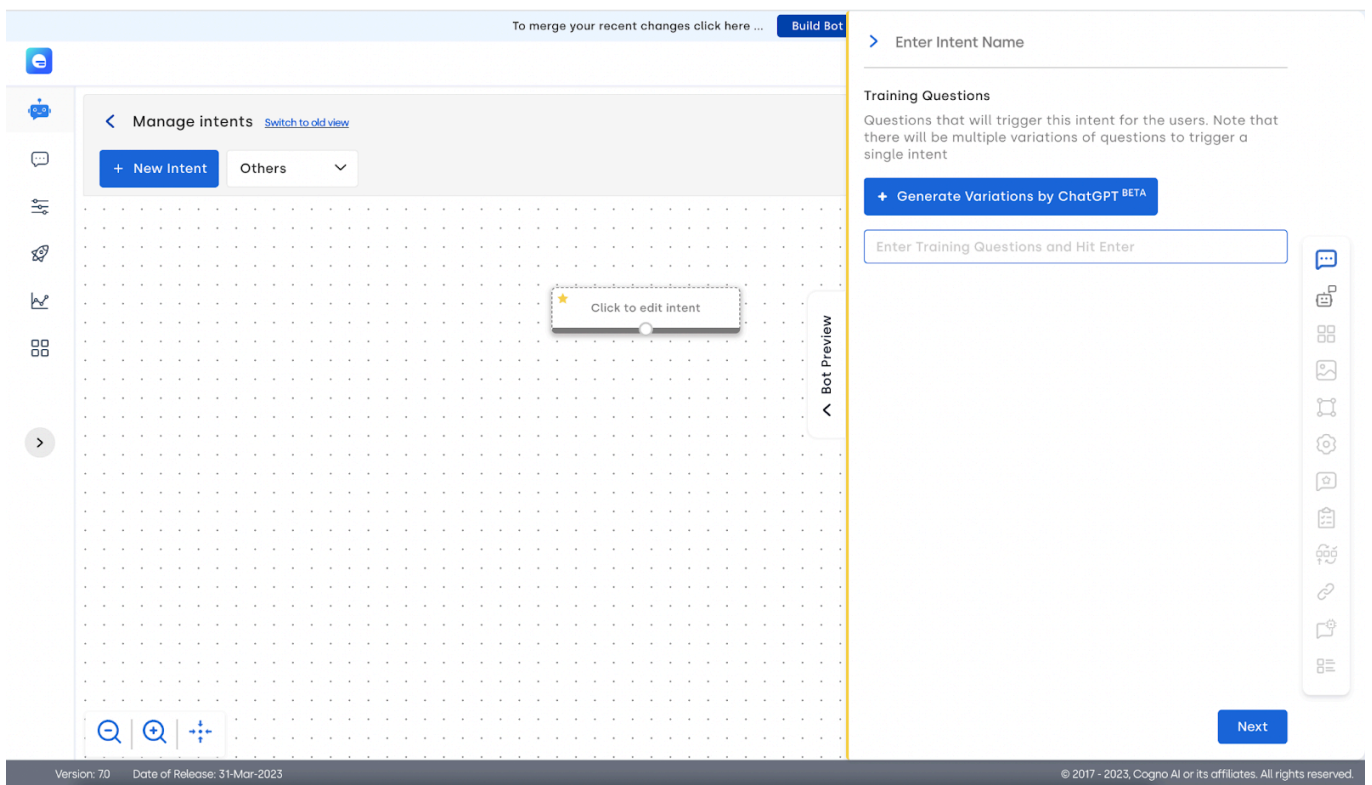 To merge your recent changes click here ...
Build Bot
Enter Intent Name
Manage intents
Switch to old view
+ New Intent
Others
Training Questions
Questions that will trigger this intent for the users. Note that
there will be multiple variations of questions to trigger a
single intent
+ Generate Variations by ChatGPT BETA
Enter Training Questions and Hit Enter
Click to edit intent
Bot Preview
Next
Version: 7.0
Date of Release: 31-Mar-2023
© 2017 - 2023, Cogno AI or its affiliates. All rights reserved.